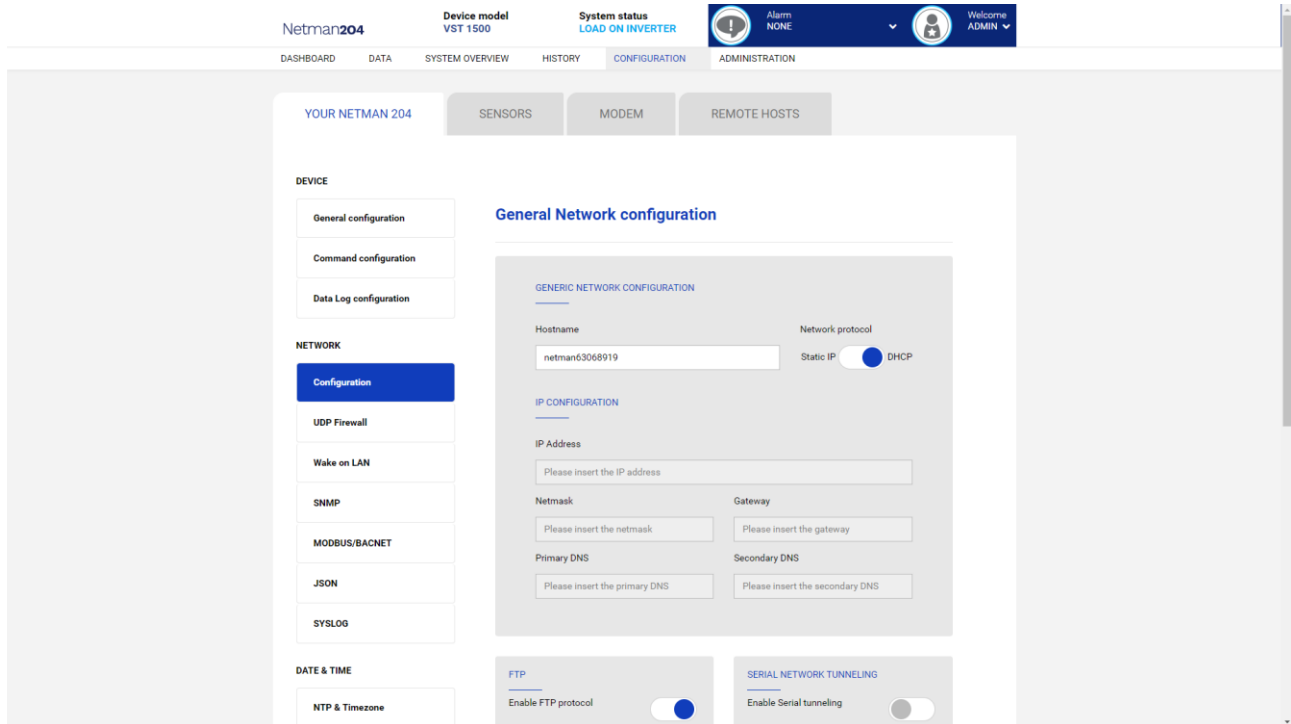 Netman204
Device model
VST 1500
System status
LOAD ON INVERTER
Alarm
NONE
Welcome
ADMIN
DASHBOARD DATA SYSTEM OVERVIEW HISTORY CONFIGURATION ADMINISTRATION
YOUR NETMAN 204 SENSORS MODEM REMOTE HOSTS
DEVICE
General configuration
Command configuration
Data Log configuration
NETWORK
Configuration
UDP Firewall
Wake on LAN
SNMP
MODBUS/BACNET
JSON
SYSLOG
DATE & TIME
NTP & Timezone
General Network configuration
GENERIC NETWORK CONFIGURATION
Hostname
netman63068919
Network protocol
Static IP DHCP
IP CONFIGURATION
IP Address
Please insert the IP address
Netmask Gateway
Please insert the netmask Please insert the gateway
Primary DNS Secondary DNS
Please insert the primary DNS Please insert the secondary DNS
FTP
Enable FTP protocol
SERIAL NETWORK TUNNELING
Enable Serial tunneling